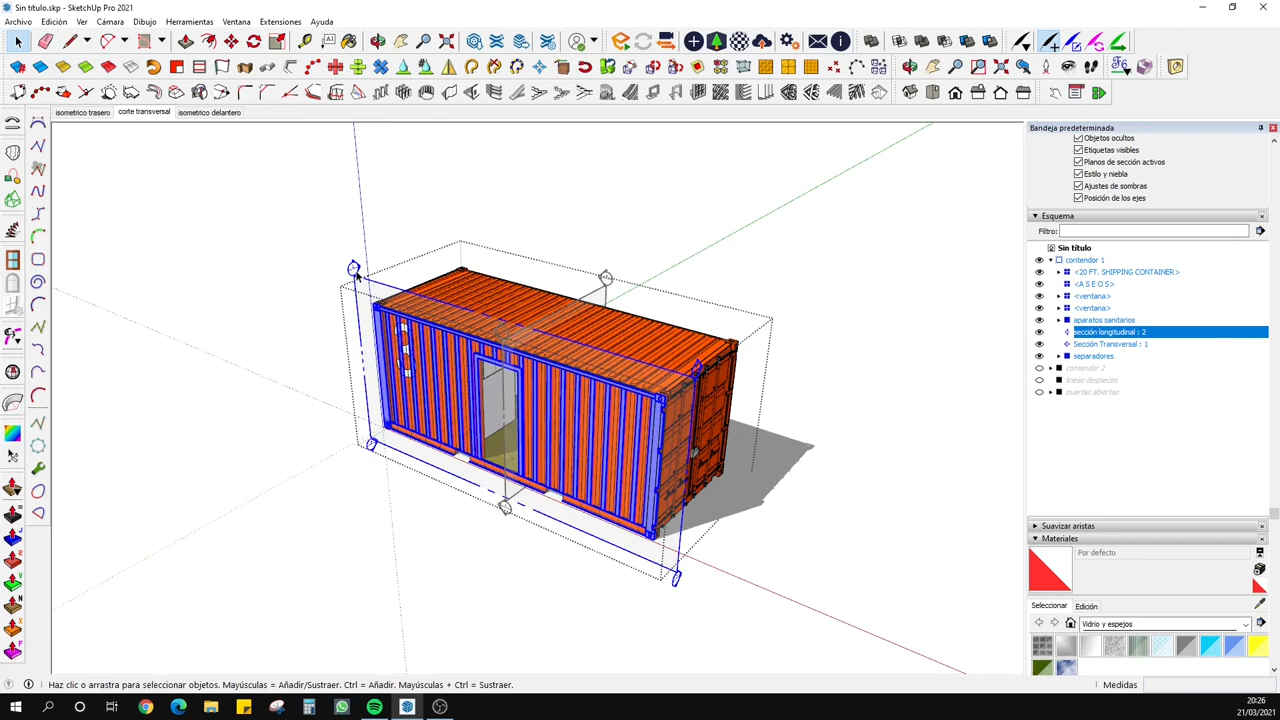 Sin título.skp - SketchUp Pro 2021
Archivo Edición Ver Cámara Dibujo Herramientas Ventana Extensiones Ayuda
isometrico trasero corte transversal isometrico delantero
Bandeja predeterminada
Objetos ocultos
Etiquetas visibles
Planos de sección activos
Estilo y niebla
Ajustes de sombras
Posición de los ejes
Esquema
Filtro:
Sin título
contendor 1
<20 FT. SHIPPING CONTAINER>
<A S E O S>
<ventana>
<ventana>
aparatos sanitarios
sección longitudinal : 2
Sección Transversal : 1
separadores
contendor 2
lineas despieces
puertas abiertas
Suavizar aristas
Materiales
Por defecto
Seleccionar Edición
Vidrio y espejos
Haz clic o arrastra para seleccionar objetos. Mayúsculas = Añadir/Sustraer. Ctrl = Añadir. Mayúsculas + Ctrl = Sustraer.
Medidas
20:26
21/03/2021